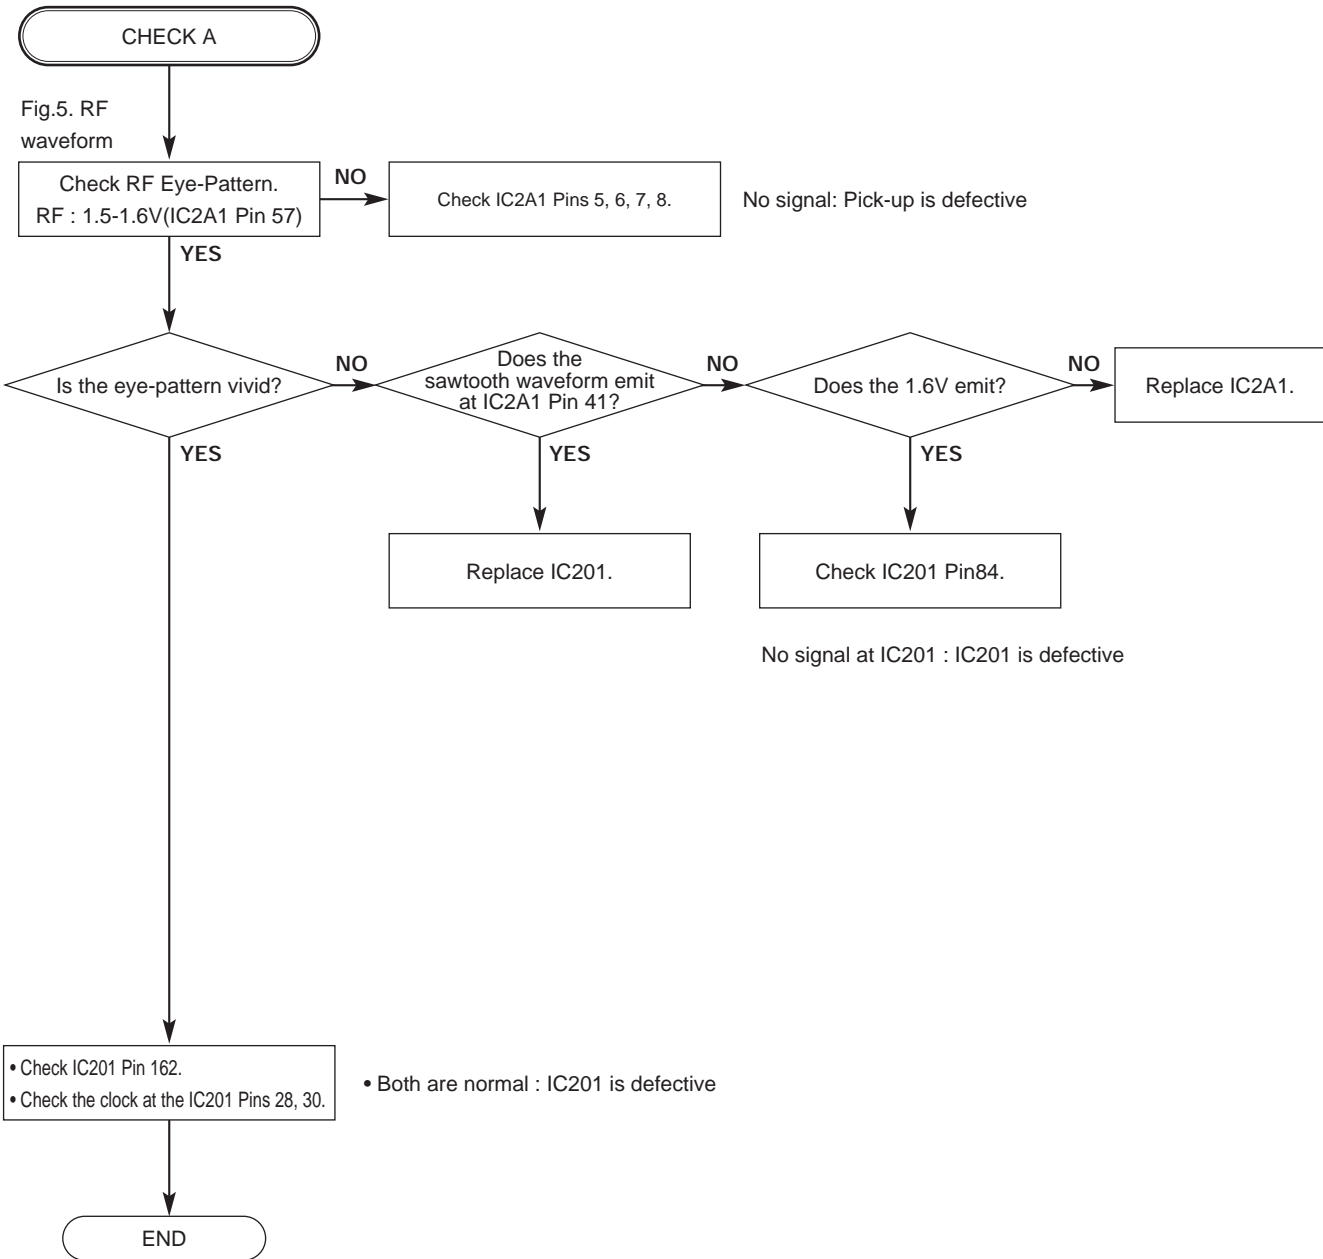 CHECK A
Fig.5. RF
waveform
Check RF Eye-Pattern.
RF : 1.5-1.6V(IC2A1 Pin 57)
NO
Check IC2A1 Pins 5, 6, 7, 8.
No signal: Pick-up is defective
YES
Is the eye-pattern vivid?
NO
Does the
sawtooth waveform emit
at IC2A1 Pin 41?
NO
Does the 1.6V emit?
NO
Replace IC2A1.
YES
YES
YES
Replace IC201.
Check IC201 Pin84.
No signal at IC201 : IC201 is defective
• Check IC201 Pin 162.
• Check the clock at the IC201 Pins 28, 30.
• Both are normal : IC201 is defective
END